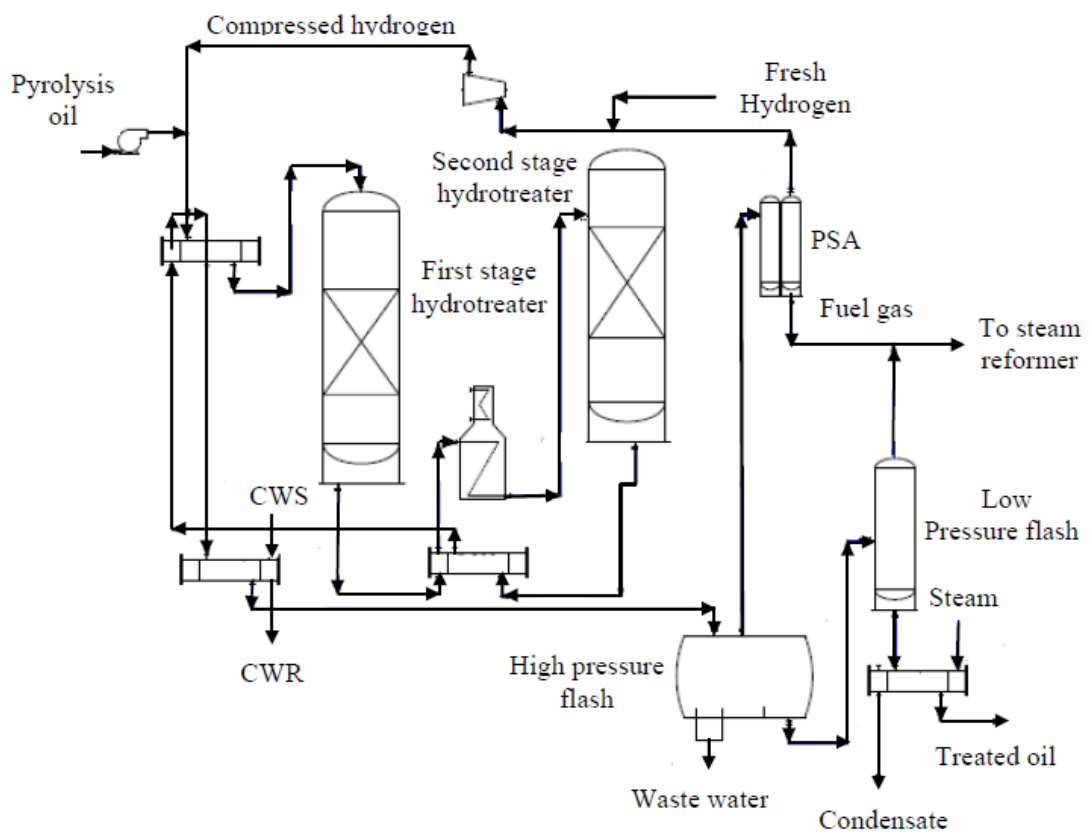 Compressed hydrogen
Pyrolysis
oil
Fresh
Hydrogen
Second stage
hydrotreater
PSA
First stage
hydrotreater
Fuel gas
To steam
reformer
CWS
Low
Pressure flash
Steam
CWR
High pressure
flash
Treated oil
Waste water
Condensate